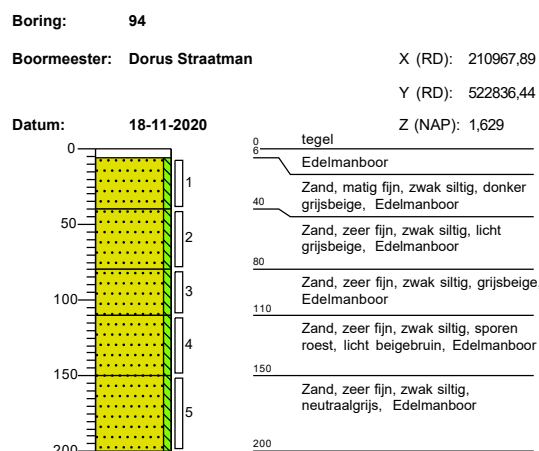 Boring: 94
Boormeester: Dorus Straatman X (RD): 210967,89
Y (RD): 522836,44
Datum: 18-11-2020 Z (NAP): 1,629
0
50
100
150
200
1
2
3
4
5
0 tegel
6
Edelmanboor
Zand, matig fijn, zwak siltig, donker
grijsbeige, Edelmanboor
40
Zand, zeer fijn, zwak siltig, licht
grijsbeige, Edelmanboor
80
Zand, zeer fijn, zwak siltig, grijsbeige,
Edelmanboor
110
Zand, zeer fijn, zwak siltig, sporen
roest, licht beigebruin, Edelmanboor
150
Zand, zeer fijn, zwak siltig,
neutraalgrijs, Edelmanboor
200